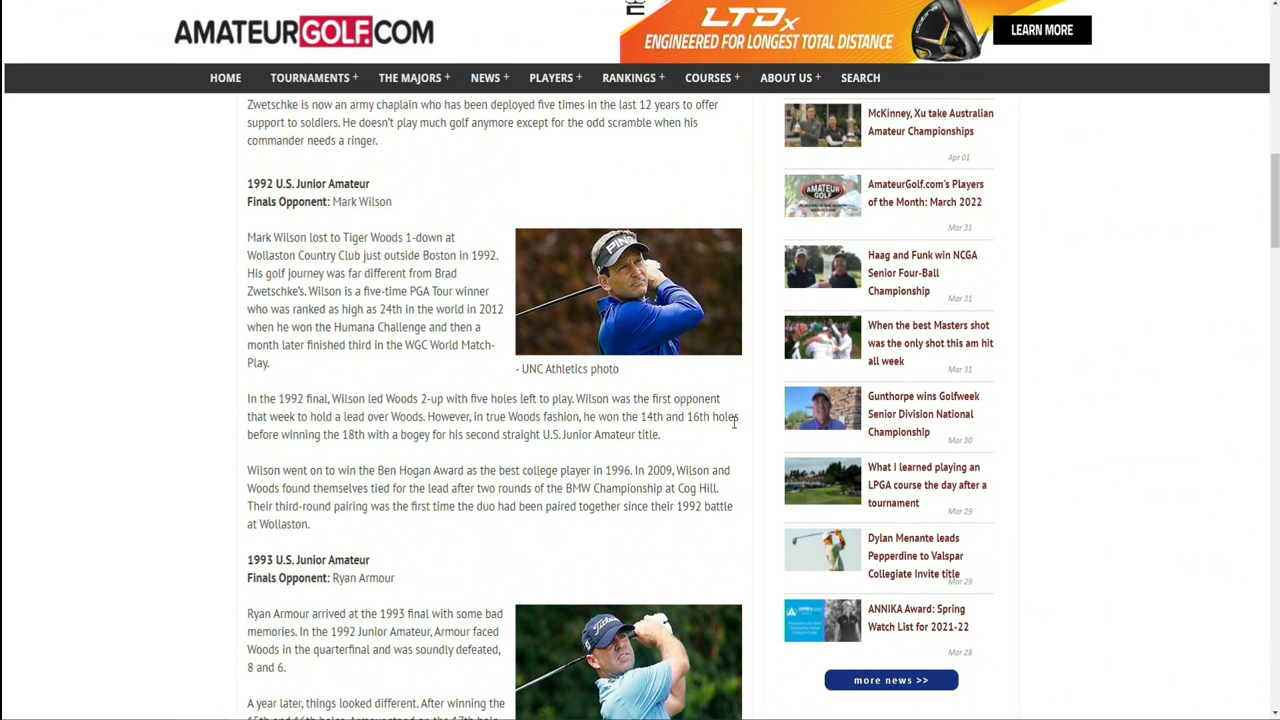 AMATEURGOLF.COM
LTDx
ENGINEERED FOR LONGEST TOTAL DISTANCE
LEARN MORE
HOME TOURNAMENTS + THE MAJORS + NEWS + PLAYERS + RANKINGS + COURSES + ABOUT US + SEARCH
Zwetschke is now an army chaplain who has been deployed five times in the last 12 years to offer
support to soldiers. He doesn't play much golf anymore except for the odd scramble when his
commander needs a ringer.
1992 U.S. Junior Amateur
Finals Opponent: Mark Wilson
Mark Wilson lost to Tiger Woods 1-down at
Wollaston Country Club just outside Boston in 1992.
His golf journey was far different from Brad
Zwetschke's. Wilson is a five-time PGA Tour winner
who was ranked as high as 24th in the world in 2012
when he won the Humana Challenge and then a
month later finished third in the WGC World Match-
Play.
PING
- UNC Athletics photo
In the 1992 final, Wilson led Woods 2-up with five holes left to play. Wilson was the first opponent
that week to hold a lead over Woods. However, in true Woods fashion, he won the 14th and 16th holes
before winning the 18th with a bogey for his second straight U.S. Junior Amateur title.
Wilson went on to win the Ben Hogan Award as the best college player in 1996. In 2009, Wilson and
Woods found themselves tied for the lead after two rounds of the BMW Championship at Cog Hill.
Their third-round pairing was the first time the duo had been paired together since their 1992 battle
at Wollaston.
1993 U.S. Junior Amateur
Finals Opponent: Ryan Armour
Ryan Armour arrived at the 1993 final with some bad
memories. In the 1992 Junior Amateur, Armour faced
Woods in the quarterfinal and was soundly defeated,
8 and 6.
Titleist
A year later, things looked different. After winning the
15th and 16th holes, Armour stood on the 17th hole
McKinney, Xu take Australian
Amateur Championships
Apr 01
AMATEUR
GOLF
AmateurGolf.com's Players
of the Month: March 2022
Mar 31
Haag and Funk win NCGA
Senior Four-Ball
Championship
Mar 31
When the best Masters shot
was the only shot this am hit
all week
Mar 31
Gunthorpe wins Golfweek
Senior Division National
Championship
Mar 30
What I learned playing an
LPGA course the day after a
tournament
Mar 29
Dylan Menante leads
Pepperdine to Valspar
Collegiate Invite title
Mar 29
ANNIKA Award: Spring
Watch List for 2021-22
Mar 28
more news >>